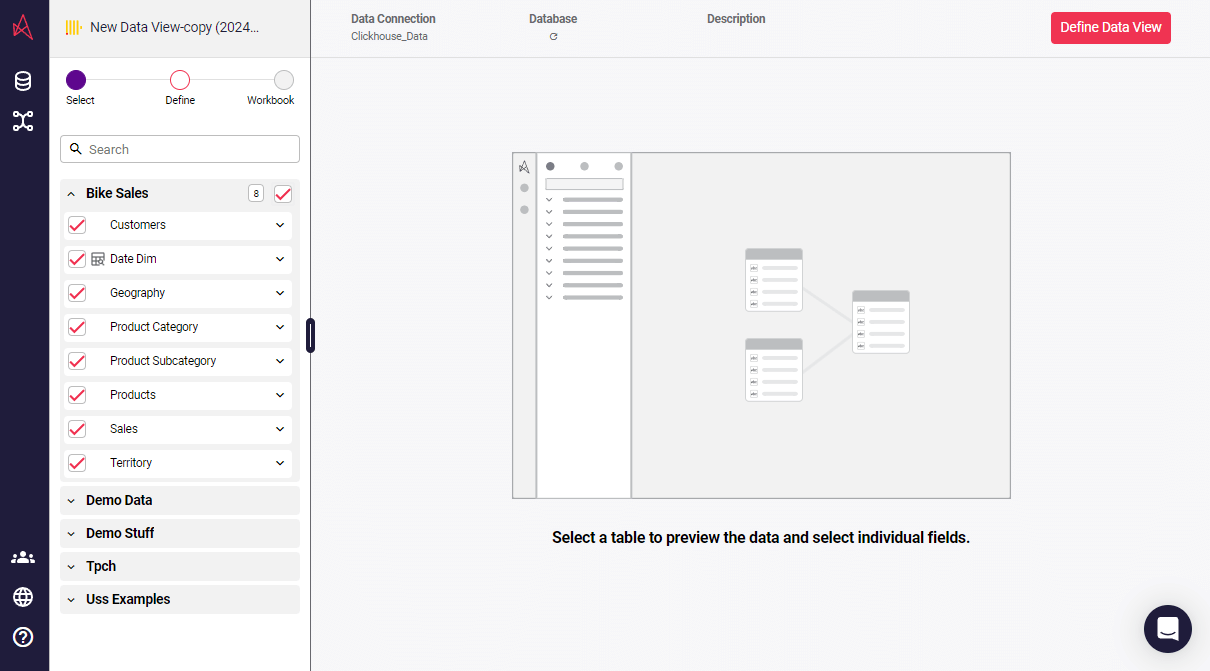 New Data View-copy (2024...
Select
Define
Workbook
Search
Bike Sales
8
Customers
Date Dim
Geography
Product Category
Product Subcategory
Products
Sales
Territory
Demo Data
Demo Stuff
Tpch
Uss Examples
Data Connection
Clickhouse_Data
Database
Description
Define Data View
Select a table to preview the data and select individual fields.